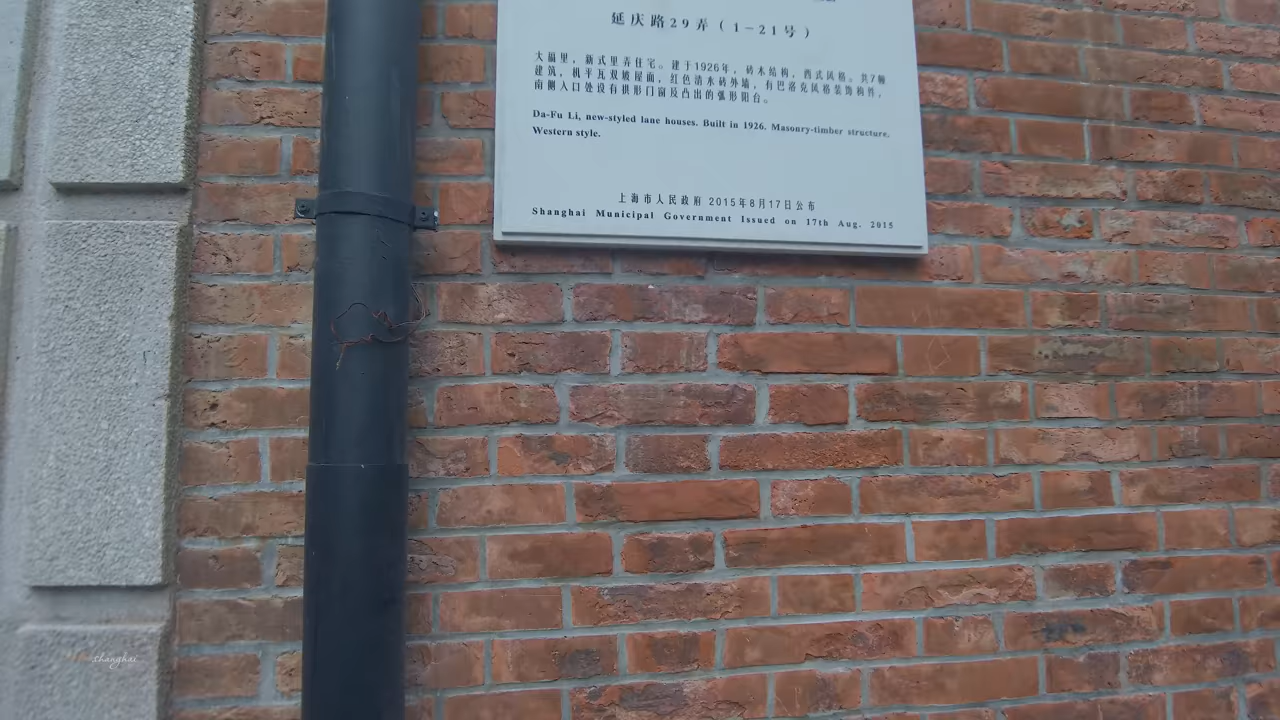 延庆路29弄（1-21号）
大福里，新式里弄住宅。建于1926年，砖木结构，西式风格。共7幢
建筑，机平瓦双坡屋面，红色清水砖外墙，有巴洛克风格装饰构件，
南侧入口处设有拱形门窗及凸出的弧形阳台。
Da-Fu Li, new-styled lane houses. Built in 1926. Masonry-timber structure.
Western style.
上海市人民政府 2015年8月17日公布
Shanghai Municipal Government Issued on 17th Aug. 2015
shanghai